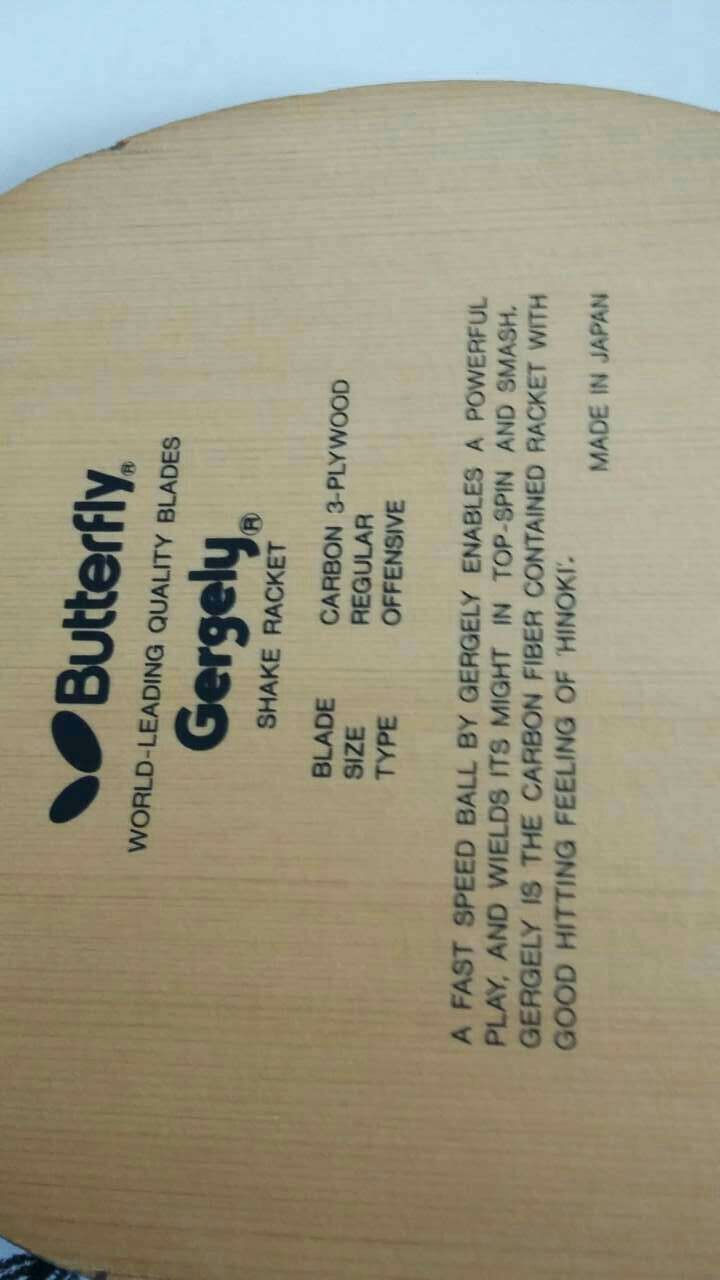 Butterfly®
WORLD-LEADING QUALITY BLADES
Gergely®
SHAKE RACKET
BLADE CARBON 3-PLYWOOD
SIZE REGULAR
TYPE OFFENSIVE
A FAST SPEED BALL BY GERGELY ENABLES A POWERFUL
PLAY, AND WIELDS ITS MIGHT IN TOP-SPIN AND SMASH.
GERGELY IS THE CARBON FIBER CONTAINED RACKET WITH
GOOD HITTING FEELING OF 'HINOKI'.
MADE IN JAPAN